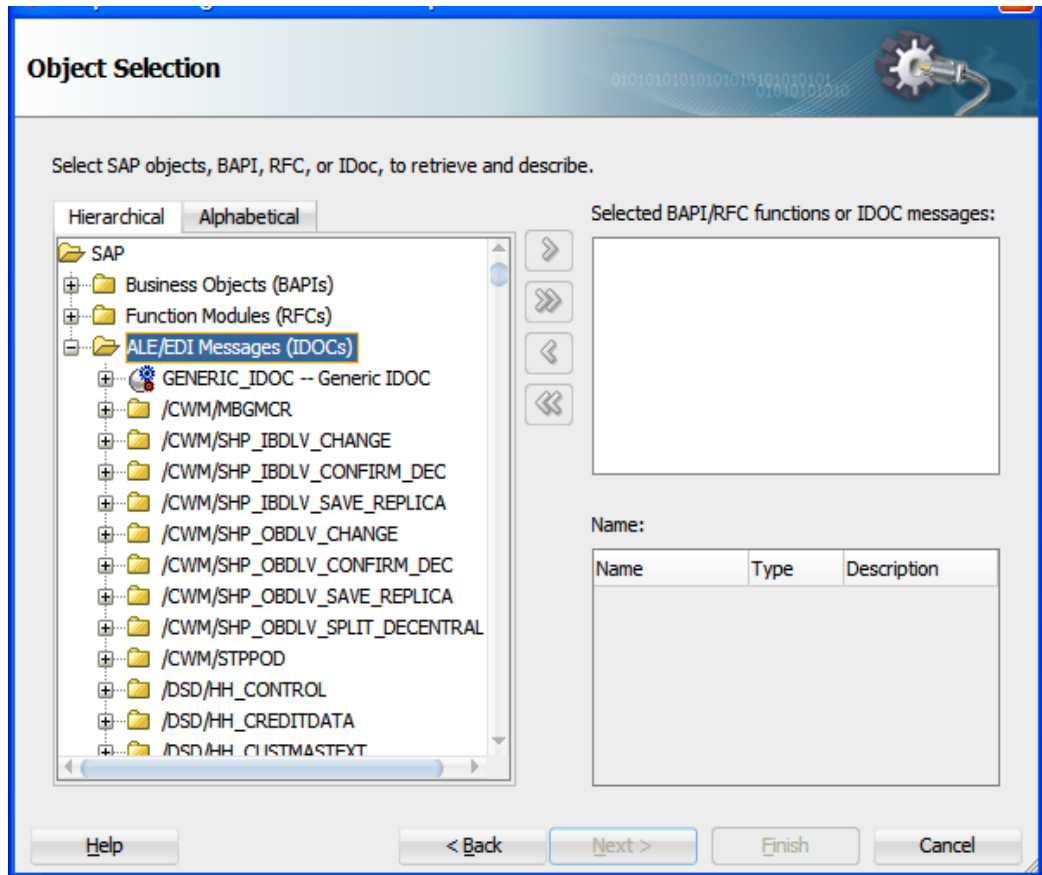 Object Selection
Select SAP objects, BAPI, RFC, or IDoc, to retrieve and describe.
Hierarchical
Alphabetical
SAP
Business Objects (BAPIs)
Function Modules (RFCs)
ALE/EDI Messages (IDOCs)
GENERIC_IDOC -- Generic IDOC
/CWM/MBGMCR
/CWM/SHP_IBDLV_CHANGE
/CWM/SHP_IBDLV_CONFIRM_DEC
/CWM/SHP_IBDLV_SAVE_REPLICA
/CWM/SHP_OBDLV_CHANGE
/CWM/SHP_OBDLV_CONFIRM_DEC
/CWM/SHP_OBDLV_SAVE_REPLICA
/CWM/SHP_OBDLV_SPLIT_DECENTRAL
/CWM/STPPOD
/DSD/HH_CONTROL
/DSD/HH_CREDITDATA
/DSD/HH_CUSTMASTEXT
Selected BAPI/RFC functions or IDOC messages:
Name:
Name Type Description
Help
< Back
Next >
Finish
Cancel